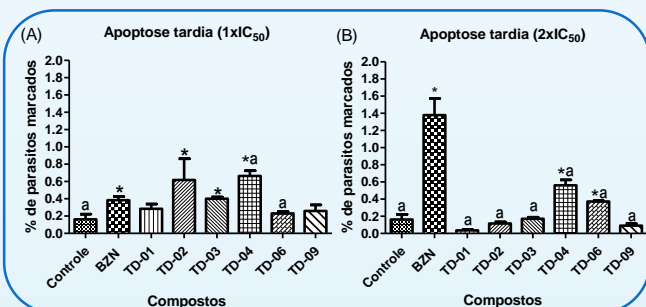 (A)
Apoptose tardia (1xIC50)
% de parasitos marcados
2.0
1.8
1.6
1.4
1.2
1.0
0.8
0.6
0.4
0.2
0.0
a * * * *a a
Controle BZN TD-01 TD-02 TD-03 TD-04 TD-06 TD-09
Compostos
(B)
Apoptose tardia (2xIC50)
% de parasitos marcados
2.0
1.8
1.6
1.4
1.2
1.0
0.8
0.6
0.4
0.2
0.0
a * a a a *a *a a
Controle BZN TD-01 TD-02 TD-03 TD-04 TD-06 TD-09
Compostos